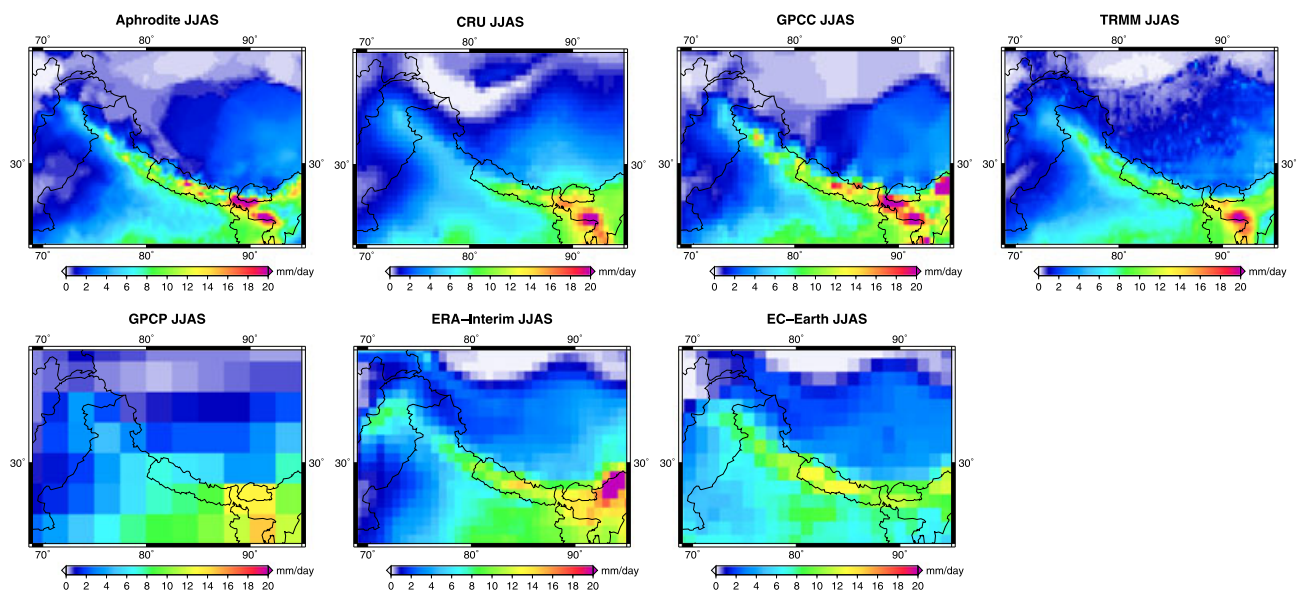 Aphrodite JJAS
CRU JJAS
GPCC JJAS
TRMM JJAS
70° 80° 90°
70° 80° 90°
70° 80° 90°
70° 80° 90°
30° 30°
30° 30°
70° 80° 90°
70° 80° 90°
70° 80° 90°
70° 80° 90°
0 2 4 6 8 10 12 14 16 18 20 mm/day
0 2 4 6 8 10 12 14 16 18 20 mm/day
0 2 4 6 8 10 12 14 16 18 20 mm/day
0 2 4 6 8 10 12 14 16 18 20 mm/day
GPCP JJAS
ERA–Interim JJAS
EC–Earth JJAS
70° 80° 90°
70° 80° 90°
70° 80° 90°
30° 30°
30°
70° 80° 90°
70° 80° 90°
70° 80° 90°
0 2 4 6 8 10 12 14 16 18 20 mm/day
0 2 4 6 8 10 12 14 16 18 20 mm/day
0 2 4 6 8 10 12 14 16 18 20 mm/day